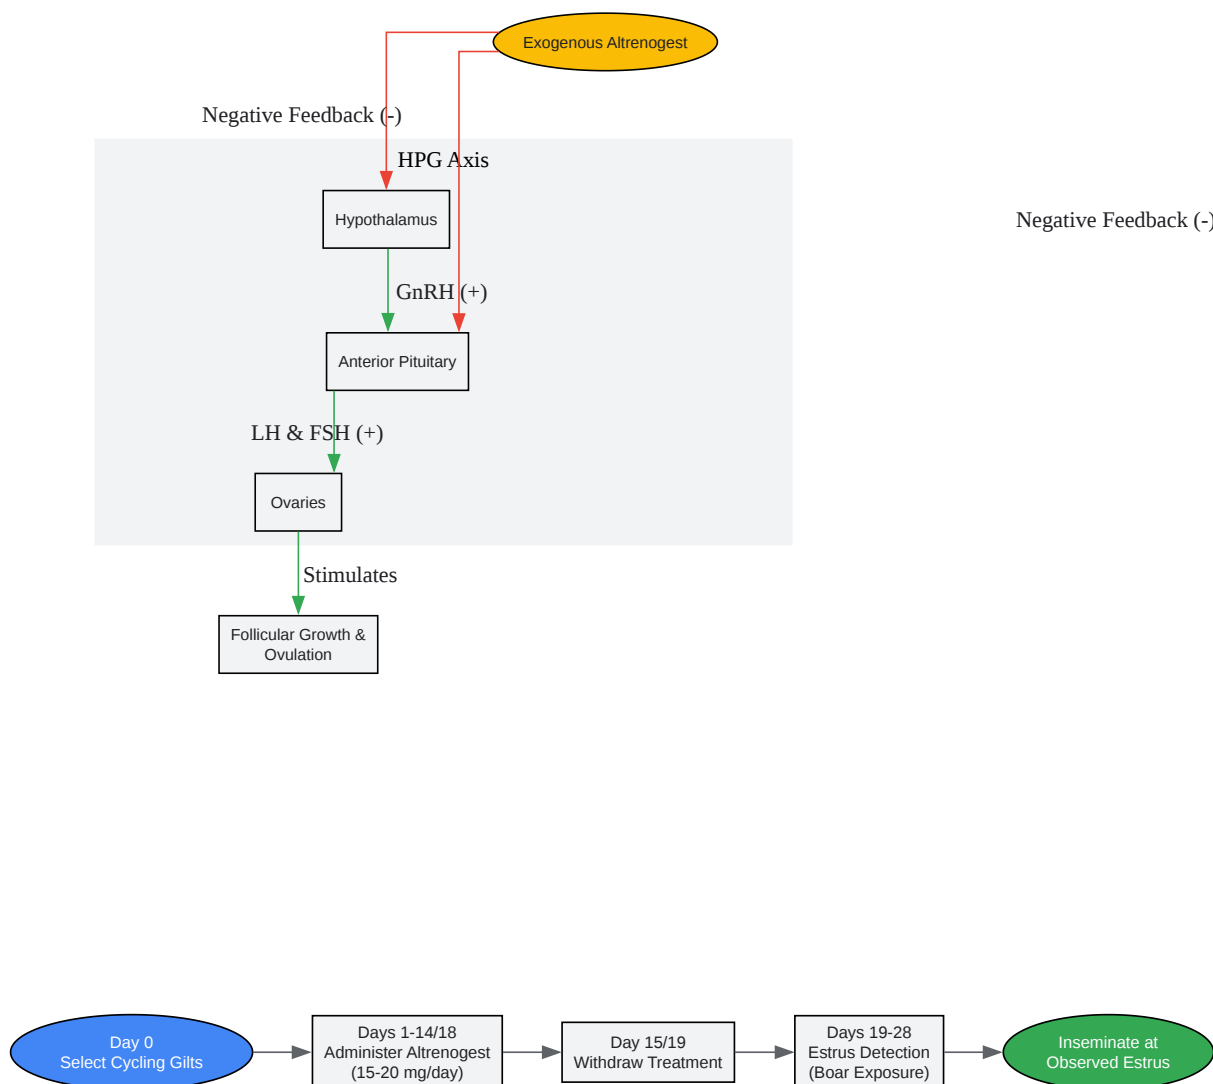 Exogenous Altrenogest
Negative Feedback (-)
HPG Axis
Hypothalamus
Negative Feedback (-)
GnRH (+)
Anterior Pituitary
LH & FSH (+)
Ovaries
Stimulates
Follicular Growth &
Ovulation
Day 0
Select Cycling Gilts
Days 1-14/18
Administer Altrenogest
(15-20 mg/day)
Day 15/19
Withdraw Treatment
Days 19-28
Estrus Detection
(Boar Exposure)
Inseminate at
Observed Estrus